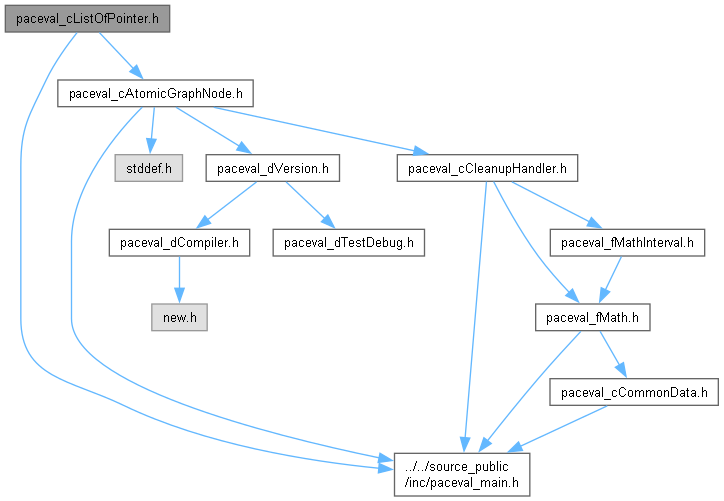 paceval_cListOfPointer.h
paceval_cAtomicGraphNode.h
stddef.h
paceval_dVersion.h
paceval_cCleanupHandler.h
paceval_dCompiler.h
paceval_dTestDebug.h
paceval_fMathInterval.h
new.h
paceval_fMath.h
paceval_cCommonData.h
../../source_public
/inc/paceval_main.h